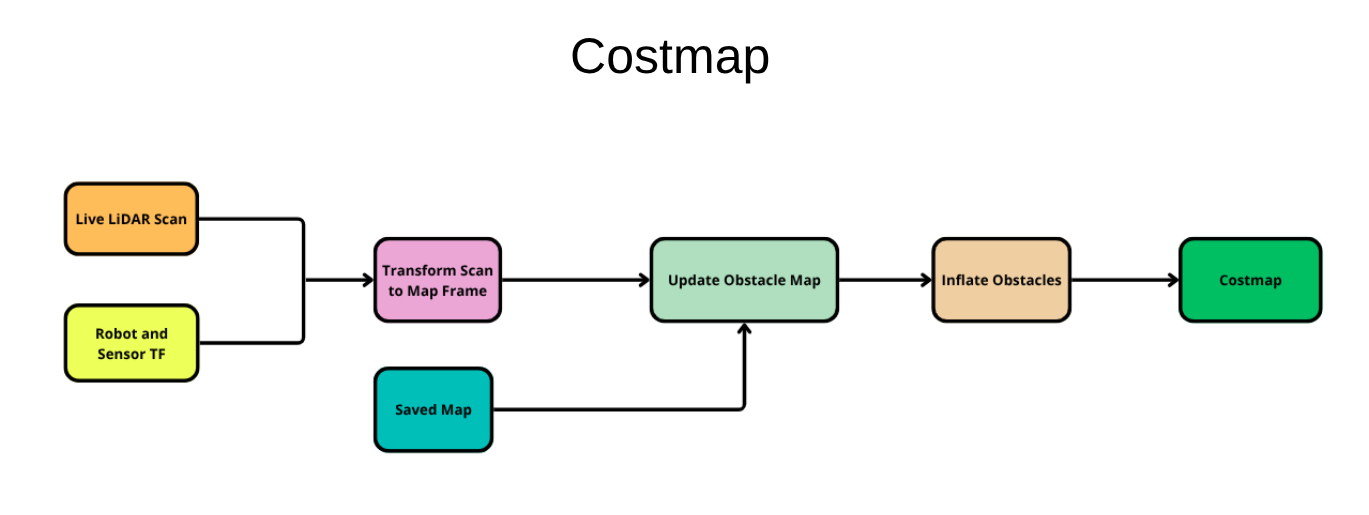 Costmap
Live LiDAR Scan
Robot and
Sensor TF
Transform Scan
to Map Frame
Saved Map
Update Obstacle Map
Inflate Obstacles
Costmap